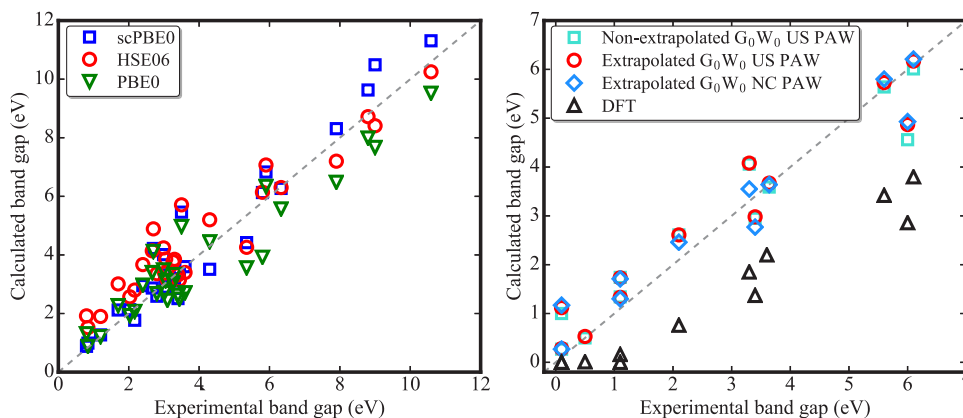 12
10
8
6
4
2
0
Calculated band gap (eV)
scPBE0
HSE06
PBE0
0 2 4 6 8 10 12
Experimental band gap (eV)
7
6
5
4
3
2
1
0
Calculated band gap (eV)
Non-extrapolated G₀W₀ US PAW
Extrapolated G₀W₀ US PAW
Extrapolated G₀W₀ NC PAW
DFT
0 1 2 3 4 5 6 7
Experimental band gap (eV)